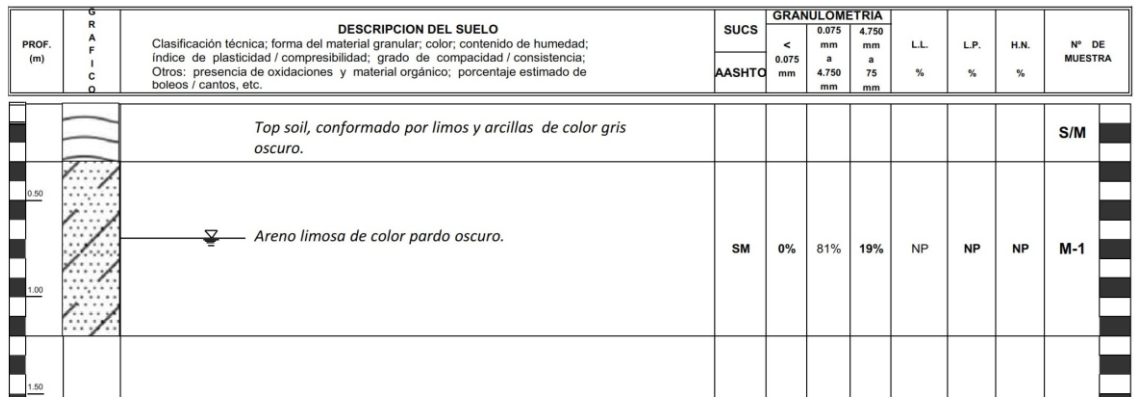 PROF.
(m)
GRAFICO
DESCRIPCION DEL SUELO
Clasificación técnica; forma del material granular; color; contenido de humedad;
índice de plasticidad / compresibilidad; grado de compacidad / consistencia;
Otros: presencia de oxidaciones y material orgánico; porcentaje estimado de
boleos / cantos, etc.
SUCS
AASHTO
GRANULOMETRIA
<
0.075
mm
0.075
mm
a
4.750
mm
4.750
mm
a
75
mm
L.L.
%
L.P.
%
H.N.
%
N° DE
MUESTRA
Top soil, conformado por limos y arcillas de color gris
oscuro.
S/M
0.50
Areno limosa de color pardo oscuro.
SM 0% 81% 19% NP NP NP M-1
1.00
1.50